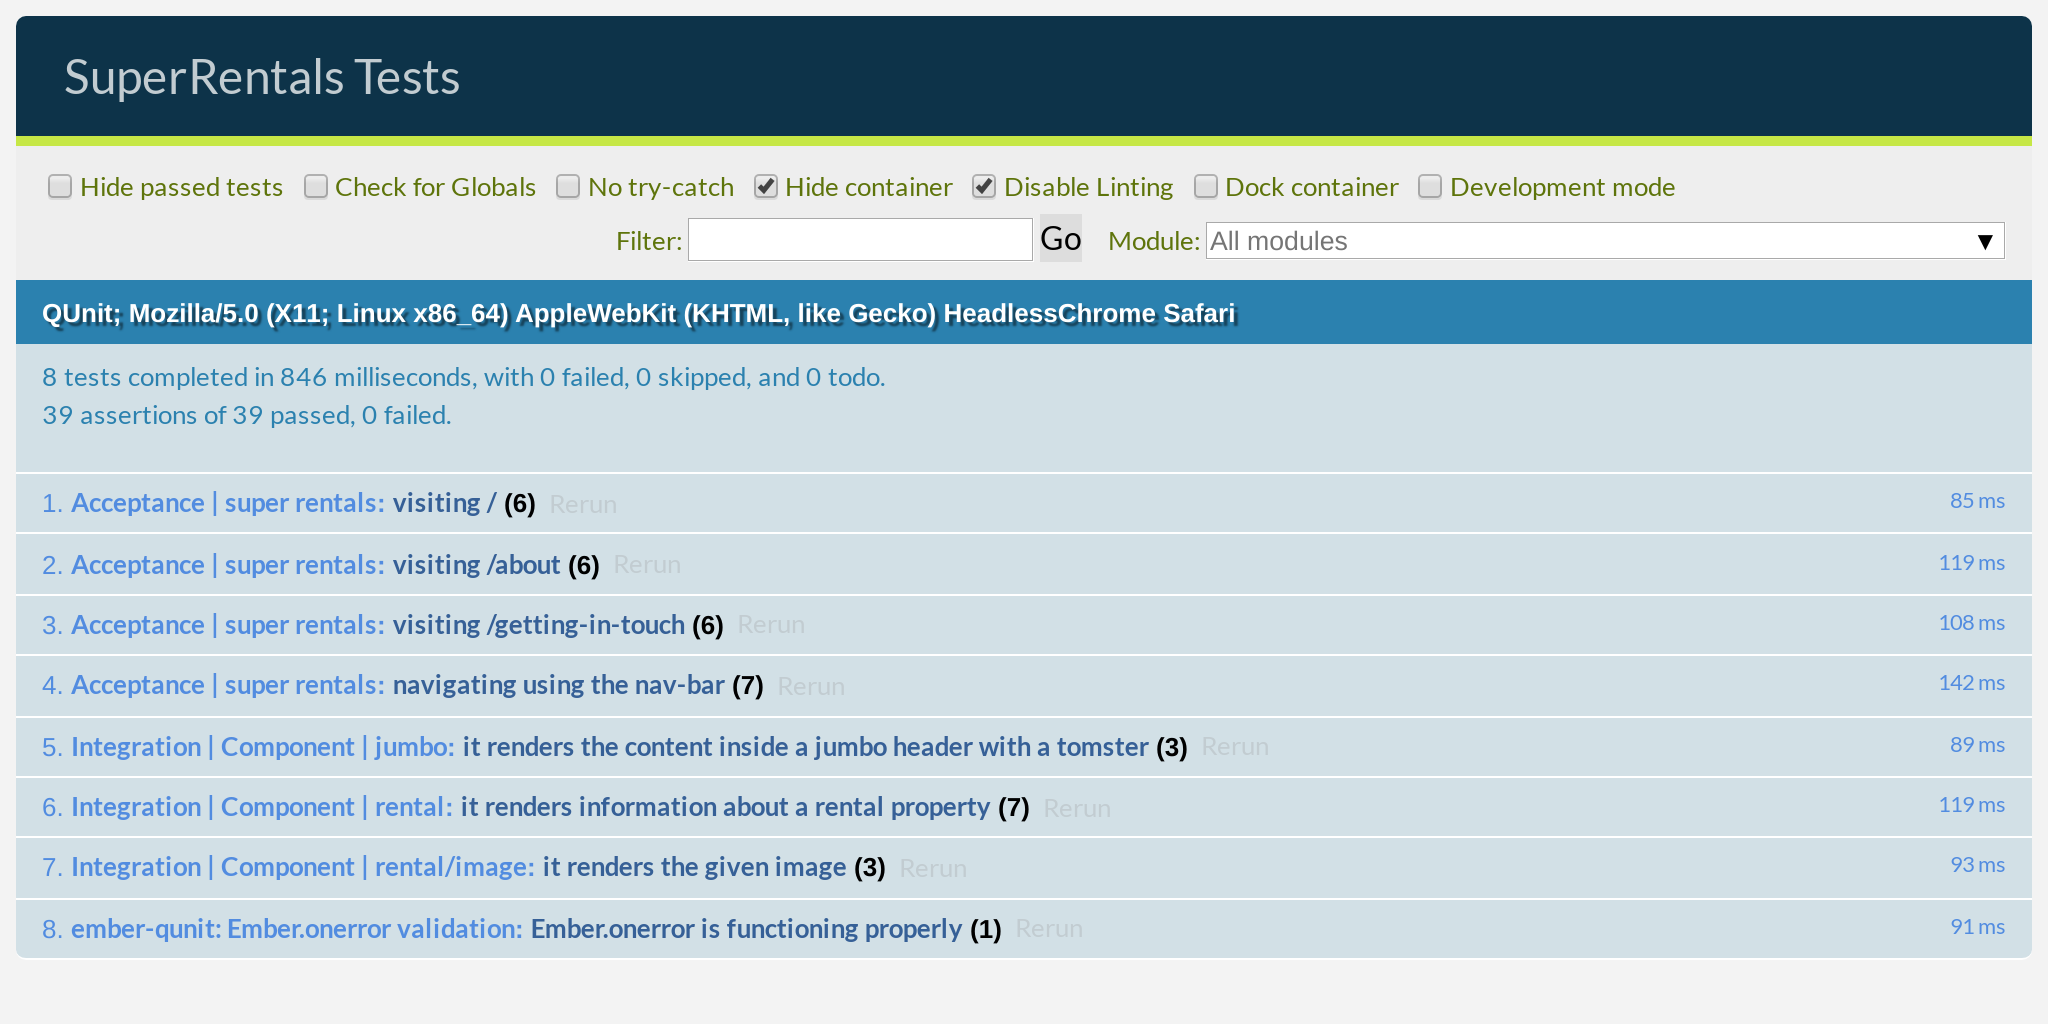 SuperRentals Tests
Hide passed tests Check for Globals No try-catch Hide container Disable Linting Dock container Development mode
Filter: Go Module: All modules ▼
QUnit; Mozilla/5.0 (X11; Linux x86_64) AppleWebKit (KHTML, like Gecko) HeadlessChrome Safari
8 tests completed in 846 milliseconds, with 0 failed, 0 skipped, and 0 todo.
39 assertions of 39 passed, 0 failed.
1. Acceptance | super rentals: visiting / (6) Rerun 85 ms
2. Acceptance | super rentals: visiting /about (6) Rerun 119 ms
3. Acceptance | super rentals: visiting /getting-in-touch (6) Rerun 108 ms
4. Acceptance | super rentals: navigating using the nav-bar (7) Rerun 142 ms
5. Integration | Component | jumbo: it renders the content inside a jumbo header with a tomster (3) Rerun 89 ms
6. Integration | Component | rental: it renders information about a rental property (7) Rerun 119 ms
7. Integration | Component | rental/image: it renders the given image (3) Rerun 93 ms
8. ember-qunit: Ember.onerror validation: Ember.onerror is functioning properly (1) Rerun 91 ms